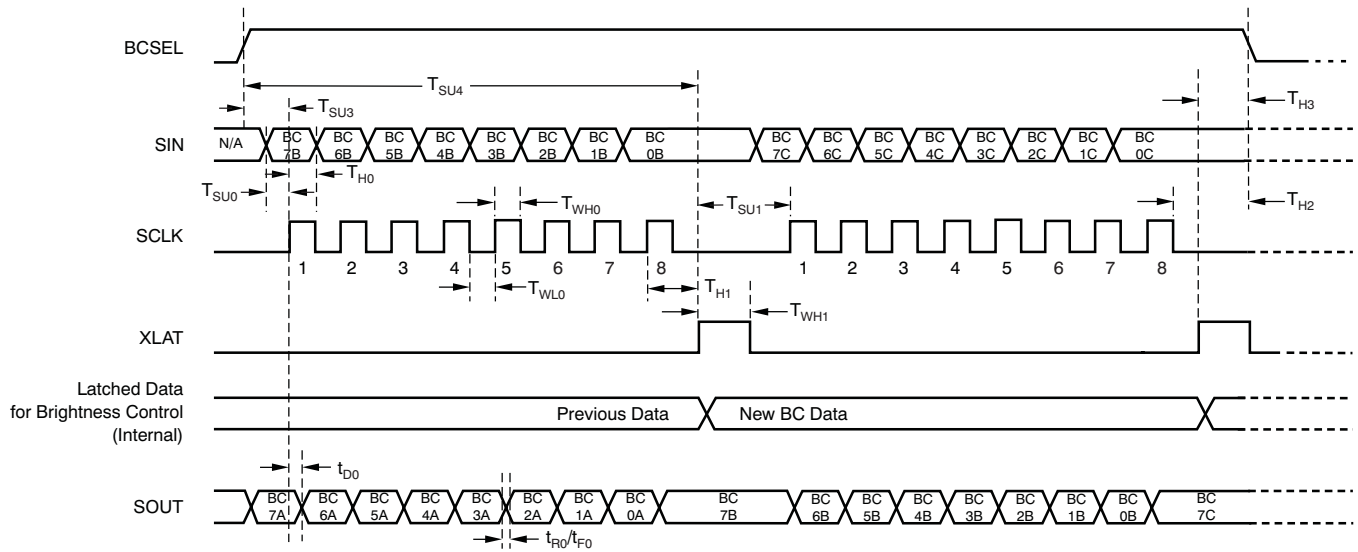 BCSEL
T_SU4
T_SU3
T_H3
SIN
N/A
BC 7B
BC 6B
BC 5B
BC 4B
BC 3B
BC 2B
BC 1B
BC 0B
BC 7C
BC 6C
BC 5C
BC 4C
BC 3C
BC 2C
BC 1C
BC 0C
T_SU0
T_H0
T_WH0
T_SU1
T_H2
SCLK
1 2 3 4 5 6 7 8 1 2 3 4 5 6 7 8
T_WL0
T_H1
T_WH1
XLAT
Latched Data
for Brightness Control
(Internal)
Previous Data
New BC Data
t_D0
SOUT
BC 7A
BC 6A
BC 5A
BC 4A
BC 3A
BC 2A
BC 1A
BC 0A
BC 7B
BC 6B
BC 5B
BC 4B
BC 3B
BC 2B
BC 1B
BC 0B
BC 7C
t_R0/t_F0